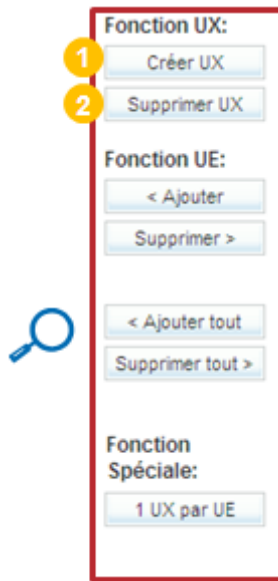 Fonction UX:
1 Créer UX
2 Supprimer UX
Fonction UE:
< Ajouter
Supprimer >
< Ajouter tout
Supprimer tout >
Fonction
Spéciale:
1 UX par UE